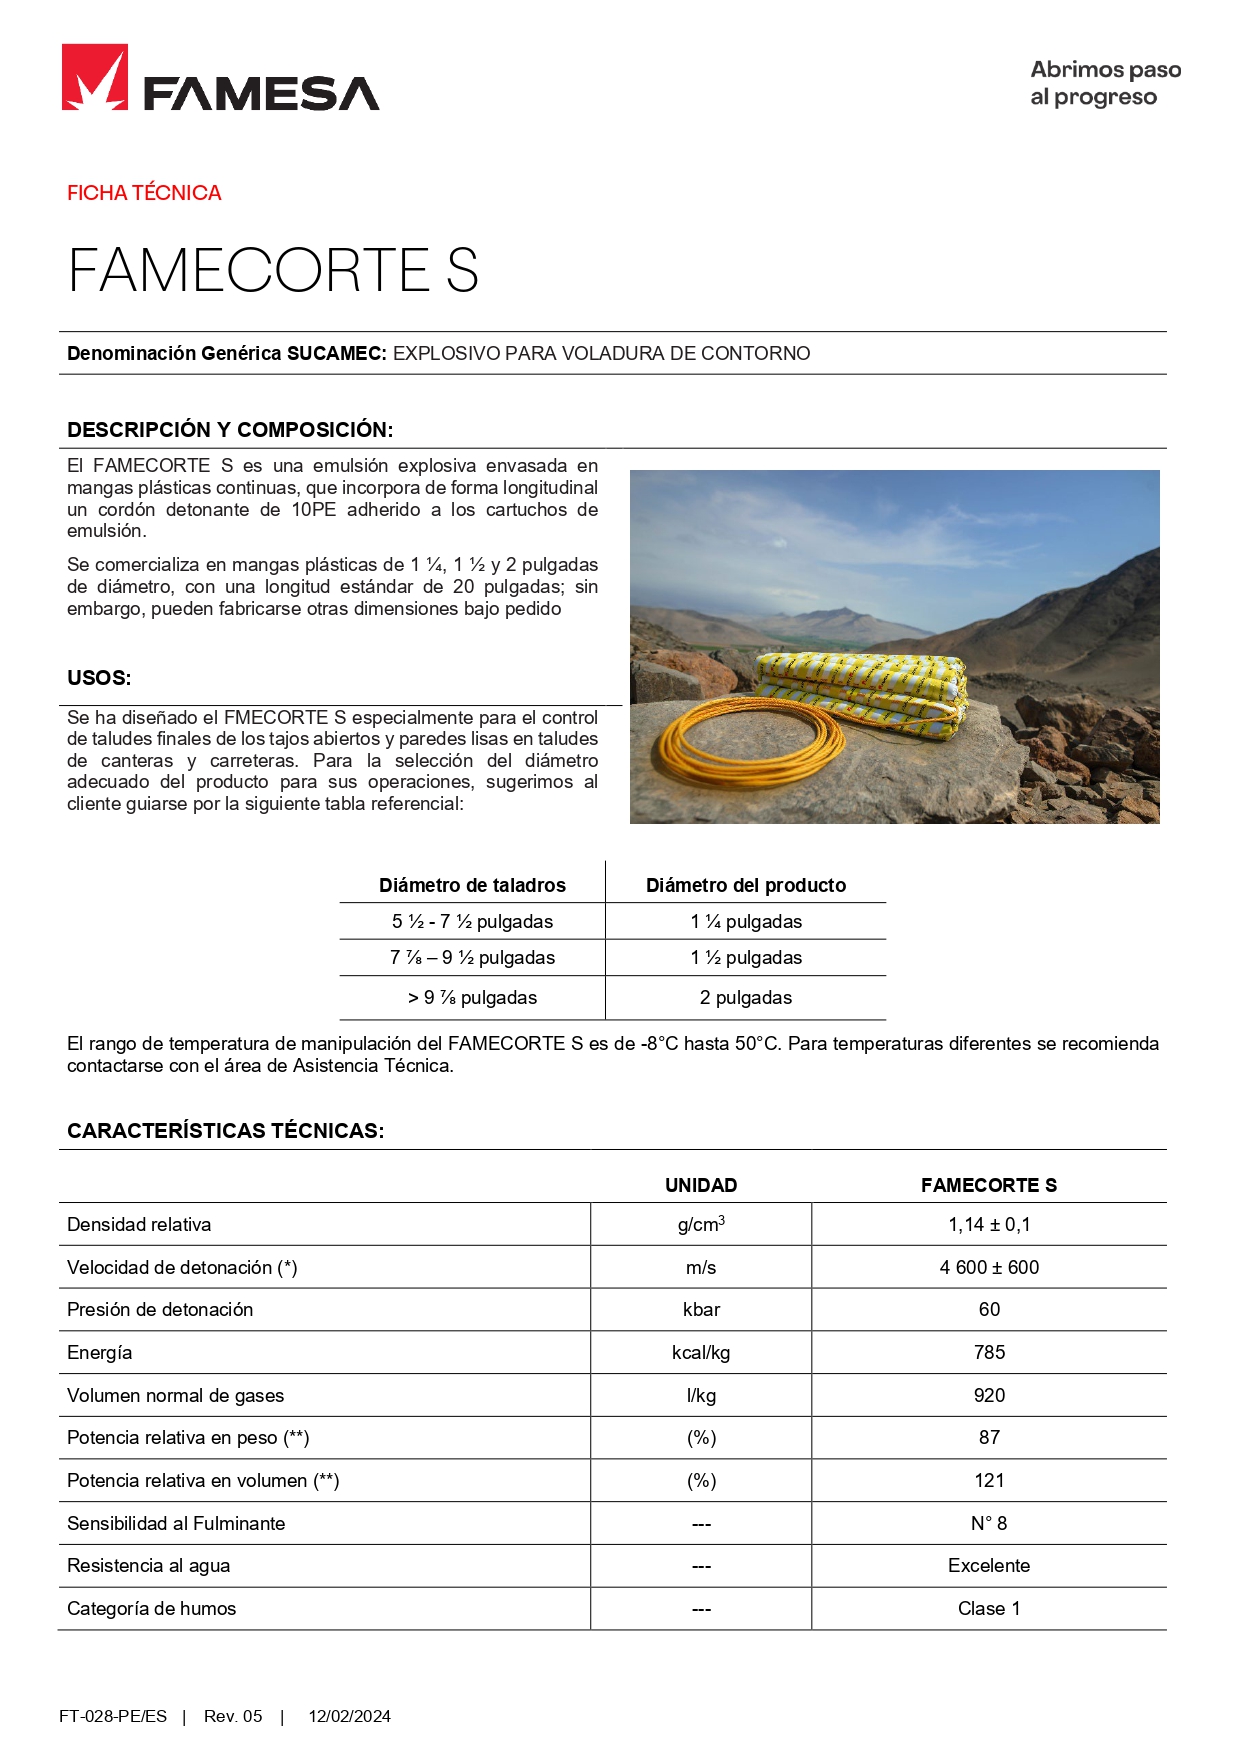 FAMESA
Abrimos paso
al progreso
FICHA TÉCNICA
FAMECORTE S
Denominación Genérica SUCAMEC: EXPLOSIVO PARA VOLADURA DE CONTORNO
DESCRIPCIÓN Y COMPOSICIÓN:
El FAMECORTE S es una emulsión explosiva envasada en
mangas plásticas continuas, que incorpora de forma longitudinal
un cordón detonante de 10PE adherido a los cartuchos de
emulsión.
Se comercializa en mangas plásticas de 1 ¼, 1 ½ y 2 pulgadas
de diámetro, con una longitud estándar de 20 pulgadas; sin
embargo, pueden fabricarse otras dimensiones bajo pedido
USOS:
Se ha diseñado el FMECORTE S especialmente para el control
de taludes finales de los tajos abiertos y paredes lisas en taludes
de canteras y carreteras. Para la selección del diámetro
adecuado del producto para sus operaciones, sugerimos al
cliente guiarse por la siguiente tabla referencial:
Diámetro de taladros Diámetro del producto
5 ½ - 7 ½ pulgadas 1 ¼ pulgadas
7 ⅞ – 9 ½ pulgadas 1 ½ pulgadas
> 9 ⅞ pulgadas 2 pulgadas
El rango de temperatura de manipulación del FAMECORTE S es de -8°C hasta 50°C. Para temperaturas diferentes se recomienda
contactarse con el área de Asistencia Técnica.
CARACTERÍSTICAS TÉCNICAS:
UNIDAD FAMECORTE S
Densidad relativa g/cm³ 1,14 ± 0,1
Velocidad de detonación (*) m/s 4 600 ± 600
Presión de detonación kbar 60
Energía kcal/kg 785
Volumen normal de gases l/kg 920
Potencia relativa en peso (**) (%) 87
Potencia relativa en volumen (**) (%) 121
Sensibilidad al Fulminante --- N° 8
Resistencia al agua --- Excelente
Categoría de humos --- Clase 1
FT-028-PE/ES | Rev. 05 | 12/02/2024